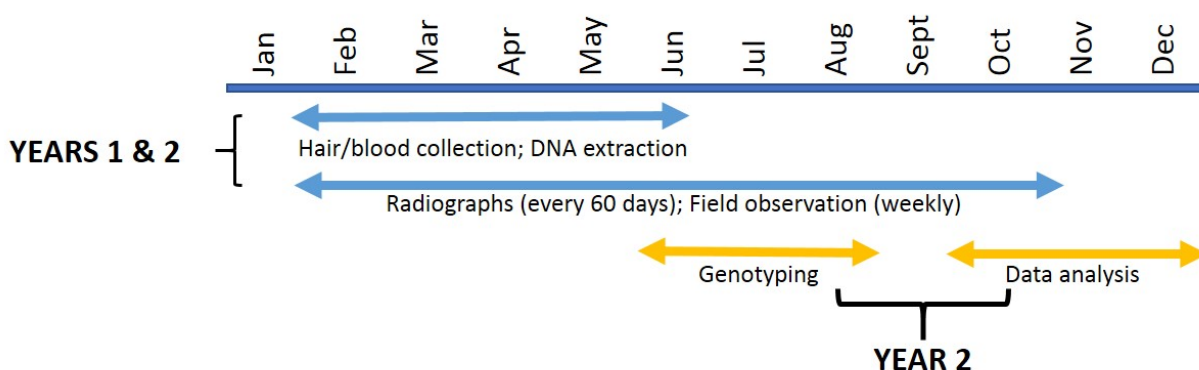 Jan Feb Mar Apr May Jun Jul Aug Sept Oct Nov Dec
YEARS 1 & 2
Hair/blood collection; DNA extraction
Radiographs (every 60 days); Field observation (weekly)
Genotyping
Data analysis
YEAR 2